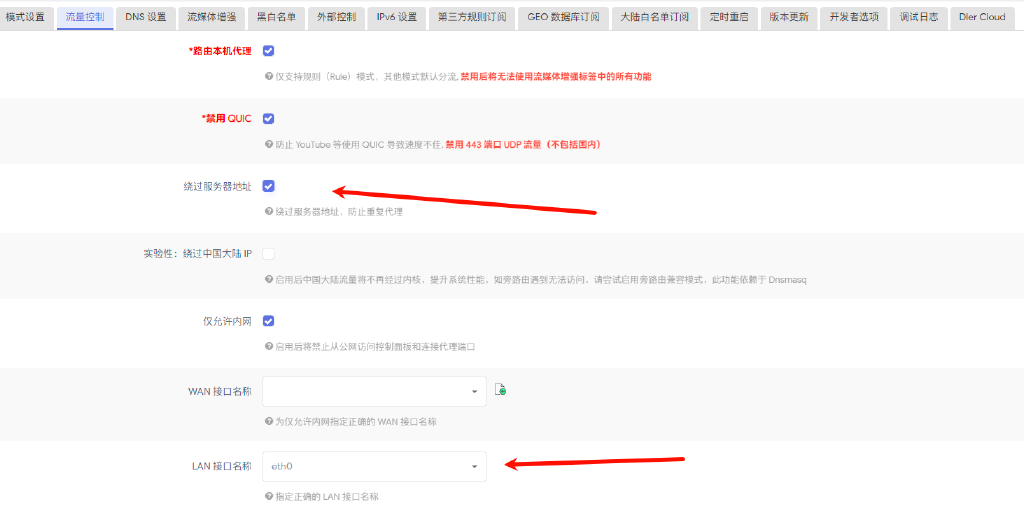 模式设置 流量控制 DNS 设置 流媒体增强 黑白名单 外部控制 IPv6 设置 第三方规则订阅 GEO 数据库订阅 大陆白名单订阅 定时重启 版本更新 开发者选项 调试日志 Dler Cloud
*路由本机代理
仅支持规则（Rule）模式，其他模式默认分流, 禁用后将无法使用流媒体增强标签中的所有功能
*禁用 QUIC
防止 YouTube 等使用 QUIC 导致速度不佳, 禁用 443 端口 UDP 流量（不包括国内）
绕过服务器地址
绕过服务器地址，防止重复代理
实验性：绕过中国大陆 IP
启用后中国大陆流量将不再经过内核，提升系统性能，如旁路由遇到无法访问，请尝试启用旁路由兼容模式，此功能依赖于 Dnsmasq
仅允许内网
启用后将禁止从公网访问控制面板和连接代理端口
WAN 接口名称
为仅允许内网指定正确的 WAN 接口名称
LAN 接口名称 eth0
指定正确的 LAN 接口名称